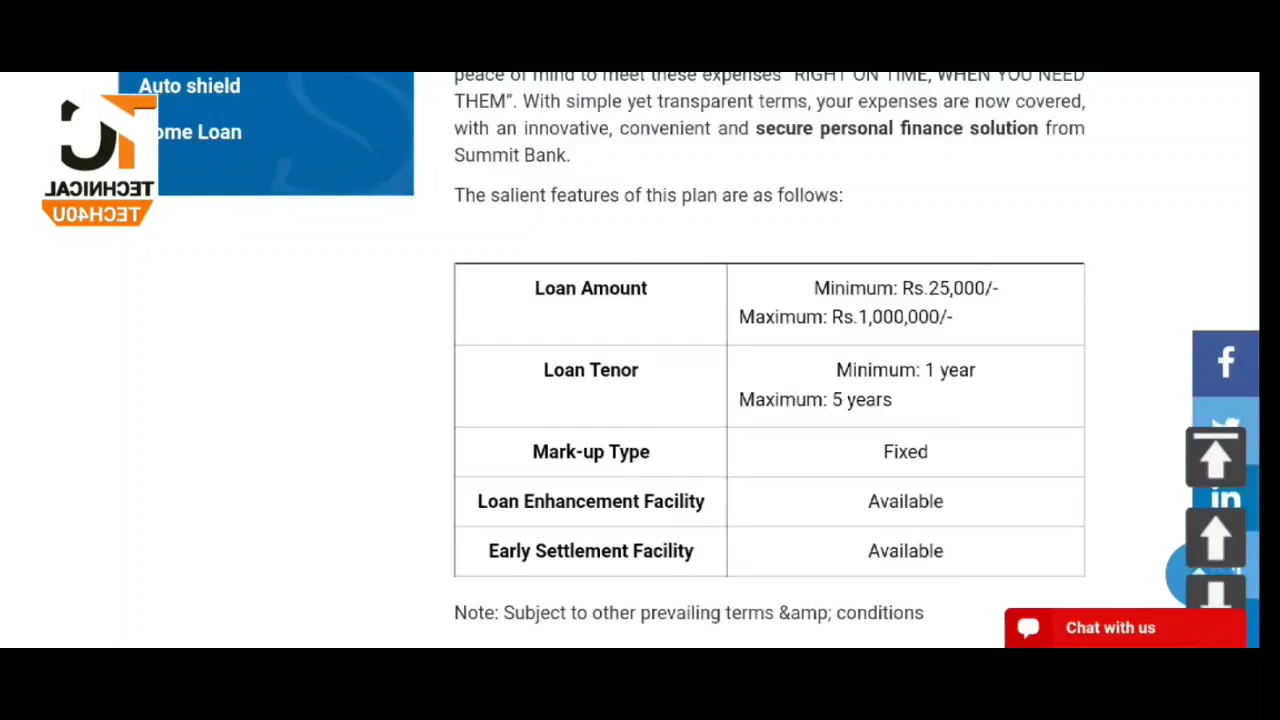 Auto shield
ome Loan
TECHNICAL
TECH40U
peace of mind to meet these expenses “RIGHT ON TIME, WHEN YOU NEED
THEM”. With simple yet transparent terms, your expenses are now covered,
with an innovative, convenient and secure personal finance solution from
Summit Bank.
The salient features of this plan are as follows:
Loan Amount
Minimum: Rs.25,000/-
Maximum: Rs.1,000,000/-
Loan Tenor
Minimum: 1 year
Maximum: 5 years
Mark-up Type
Fixed
Loan Enhancement Facility
Available
Early Settlement Facility
Available
Note: Subject to other prevailing terms &amp; conditions
f
in
Chat with us